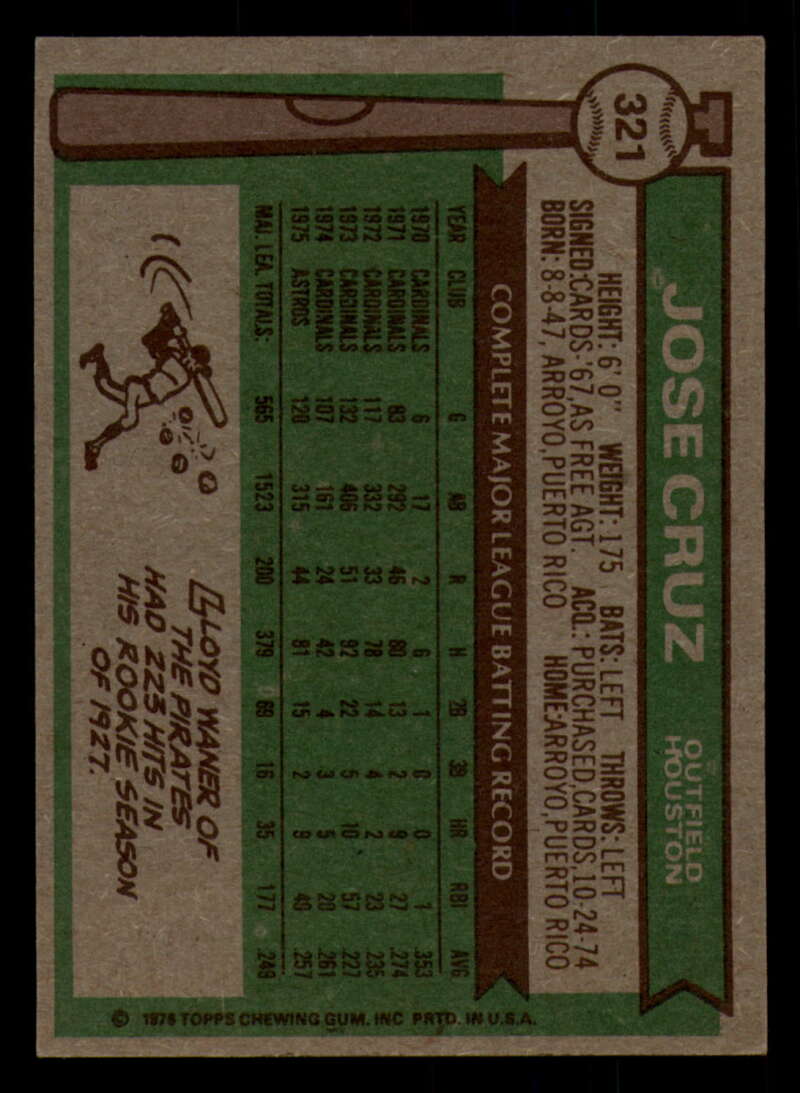 321
JOSE CRUZ
OUTFIELD
HOUSTON
HEIGHT: 6' 0" WEIGHT: 175 BATS: LEFT THROWS: LEFT
SIGNED: CARDS-'67, AS FREE AGT. ACQ.: PURCHASED, CARDS, 10-24-74
BORN: 8-8-47, ARROYO, PUERTO RICO HOME: ARROYO, PUERTO RICO
COMPLETE MAJOR LEAGUE BATTING RECORD
YEAR CLUB G AB R H 2B 3B HR RBI AVG
1970 CARDINALS 6 17 2 6 1 0 0 1 .353
1971 CARDINALS 83 292 46 80 13 2 9 27 .274
1972 CARDINALS 117 332 33 78 14 4 2 23 .235
1973 CARDINALS 132 406 51 92 22 5 10 57 .227
1974 CARDINALS 107 161 24 42 4 3 5 20 .261
1975 ASTROS 120 315 44 81 15 2 9 49 .257
MAJ. LEA. TOTALS: 565 1523 200 379 69 16 35 177 .249
LLOYD WANER OF
THE PIRATES
HAD 223 HITS IN
HIS ROOKIE SEASON
OF 1927.
© 1976 TOPPS CHEWING GUM, INC PRTD. IN U.S.A.